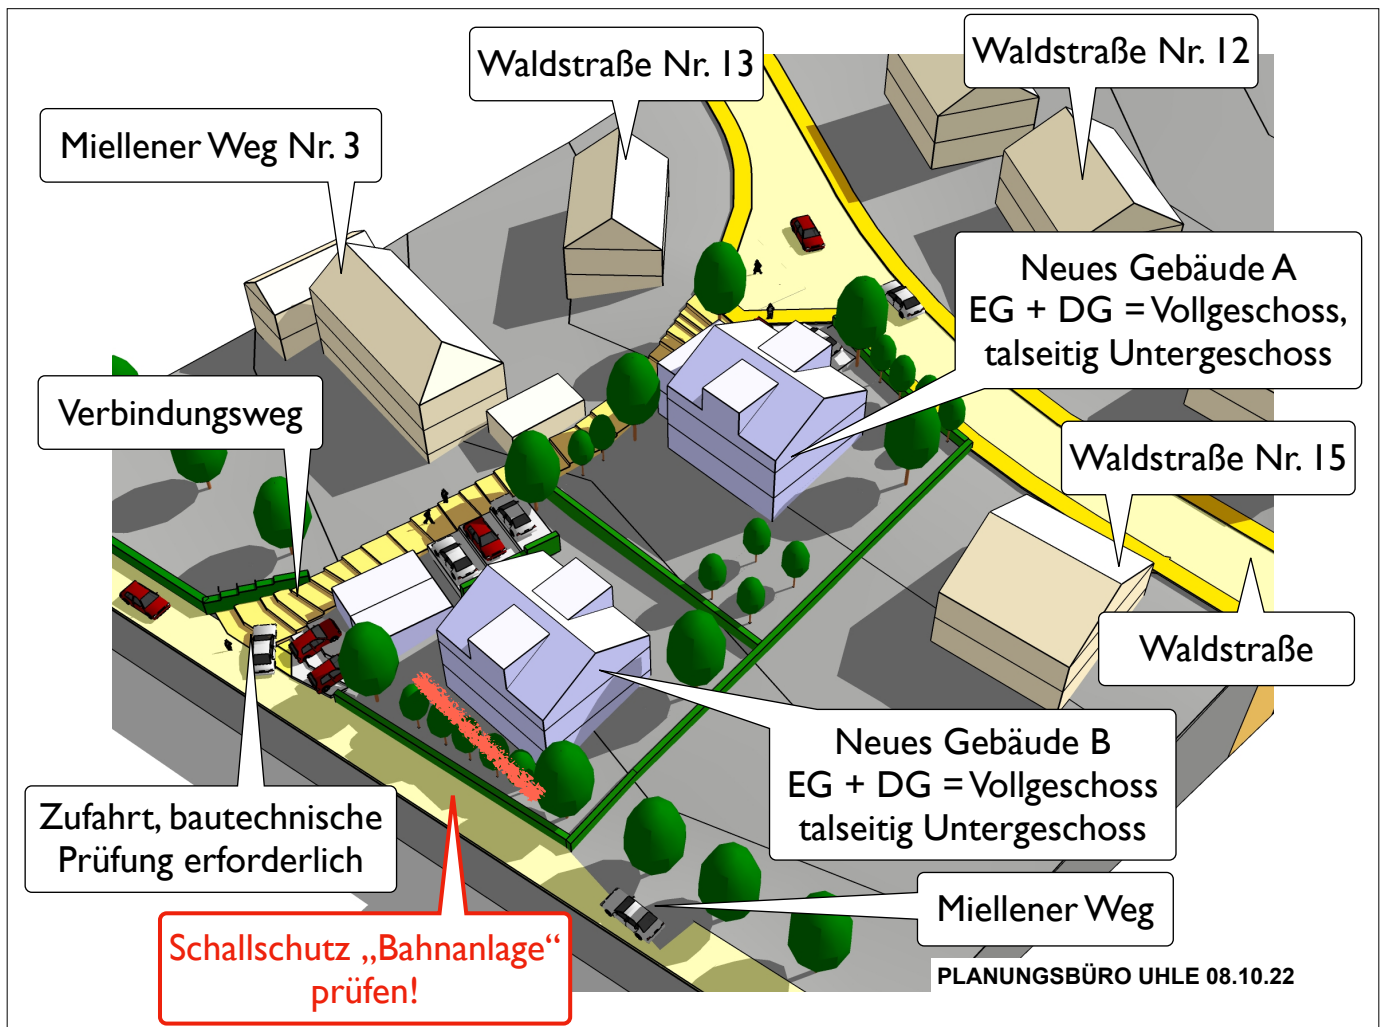 Waldstraße Nr. 13
Waldstraße Nr. 12
Miellener Weg Nr. 3
Neues Gebäude A
EG + DG = Vollgeschoss,
talseitig Untergeschoss
Verbindungsweg
Waldstraße Nr. 15
Waldstraße
Neues Gebäude B
EG + DG = Vollgeschoss
talseitig Untergeschoss
Zufahrt, bautechnische
Prüfung erforderlich
Miellener Weg
Schallschutz „Bahnanlage“
prüfen!
PLANUNGSBÜRO UHLE 08.10.22